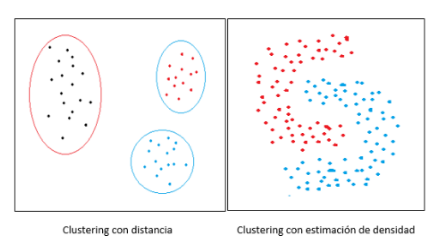 Clustering con distancia
Clustering con estimación de densidad